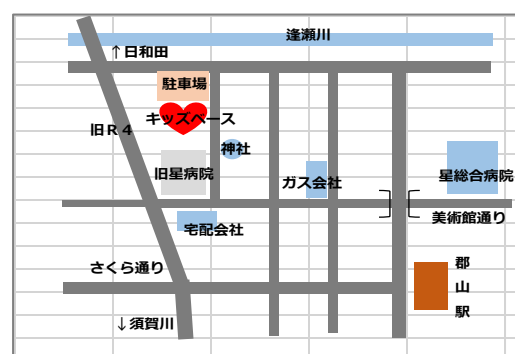 逢瀬川
↑日和田
駐車場
キッズベース
旧R4
神社
旧星病院
ガス会社
星総合病院
美術館通り
宅配会社
さくら通り
郡山駅
↓須賀川